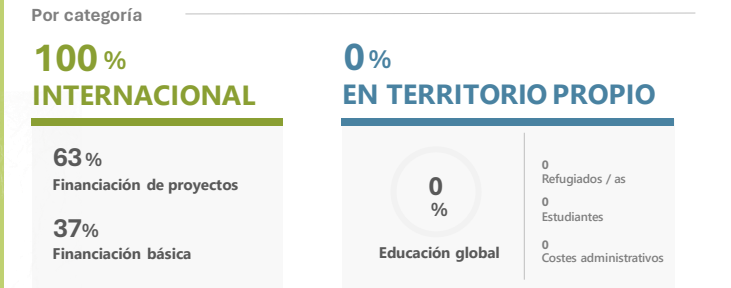 Por categoría
100 %
INTERNACIONAL
63 %
Financiación de proyectos
37%
Financiación básica
0%
EN TERRITORIO PROPIO
0
%
Educación global
0
Refugiados / as
0
Estudiantes
0
Costes administrativos